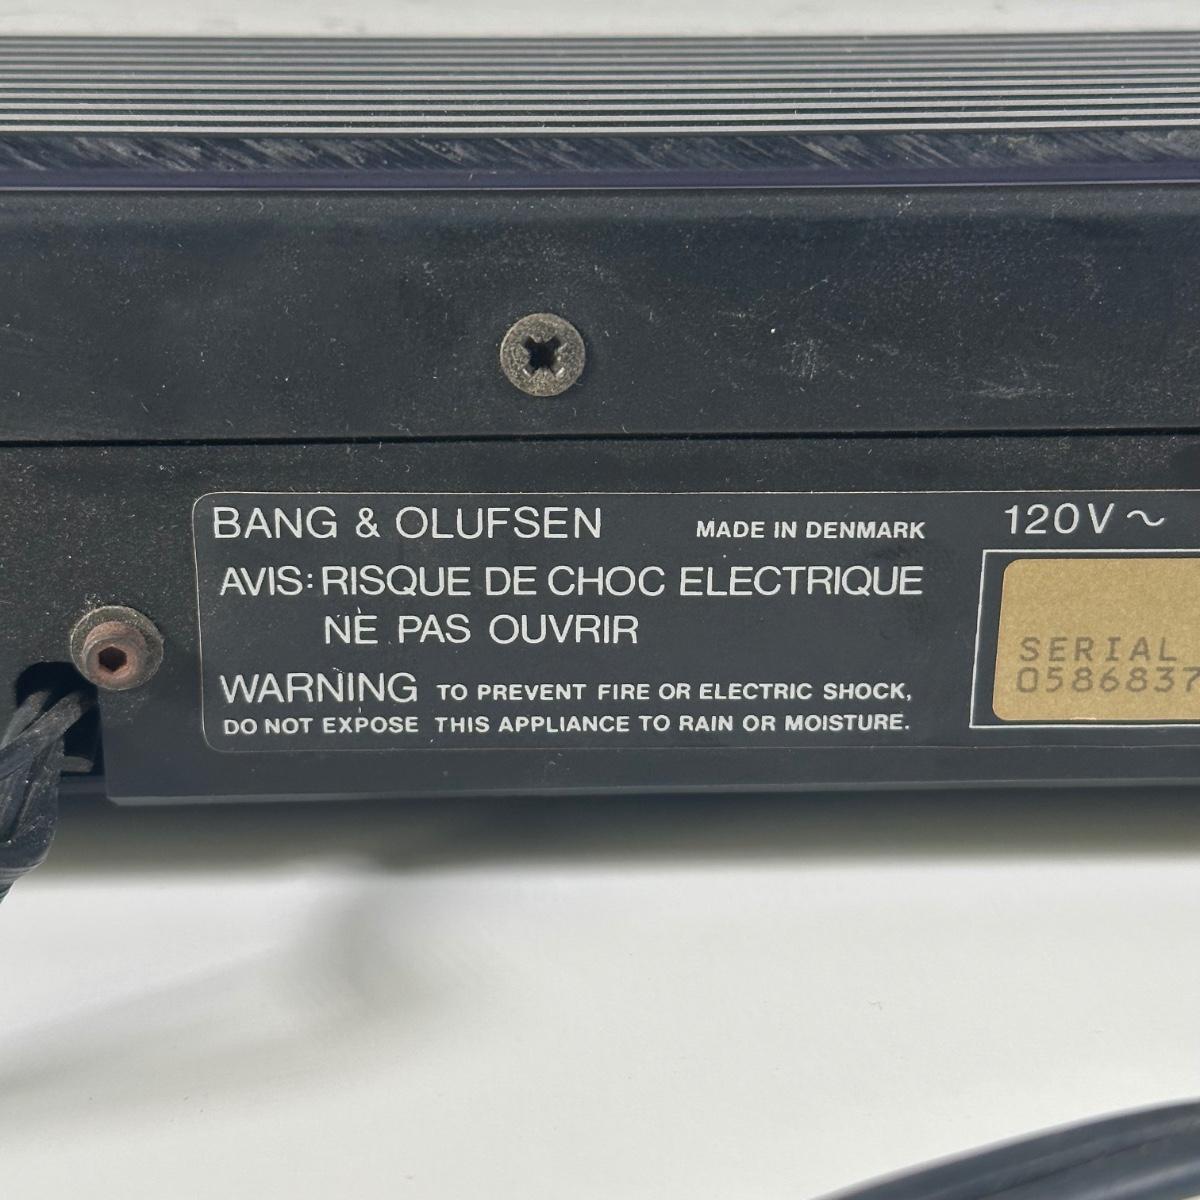 BANG & OLUFSEN MADE IN DENMARK 120V ~
AVIS: RISQUE DE CHOC ELECTRIQUE
NE PAS OUVRIR
SERIAL
0586837
WARNING TO PREVENT FIRE OR ELECTRIC SHOCK,
DO NOT EXPOSE THIS APPLIANCE TO RAIN OR MOISTURE.